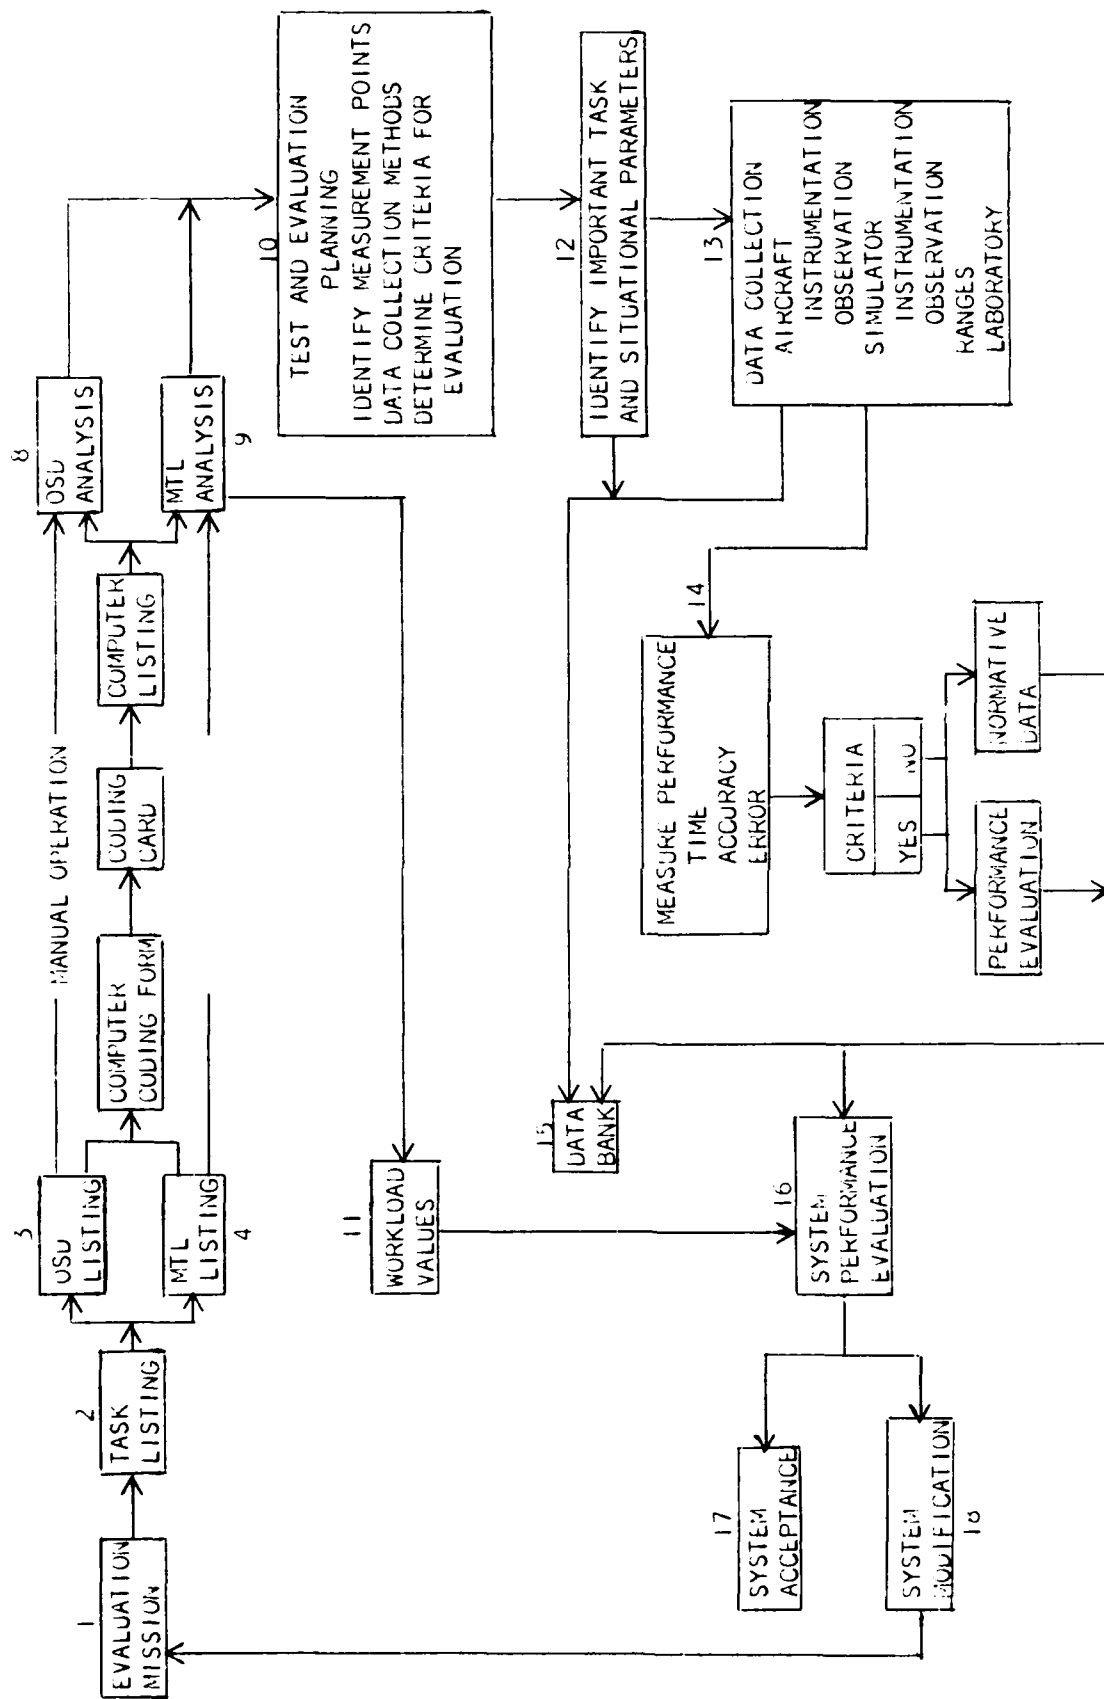 1
EVALUATION
MISSION
2
TASK
LISTING
3
OSD
LISTING
MTL
LISTING
4
MANUAL OPERATION
COMPUTER
CODING FORM
CODING
CARD
COMPUTER
LISTING
8
OSD
ANALYSIS
MTL
ANALYSIS
9
10
TEST AND EVALUATION
PLANNING
IDENTIFY MEASUREMENT POINTS
DATA COLLECTION METHODS
DETERMINE CRITERIA FOR
EVALUATION
11
WORKLOAD
VALUES
12
IDENTIFY IMPORTANT TASK
AND SITUATIONAL PARAMETERS
13
DATA COLLECTION
AIRCRAFT
INSTRUMENTATION
OBSERVATION
SIMULATOR
INSTRUMENTATION
OBSERVATION
RANGES
LABORATORY
14
MEASURE PERFORMANCE
TIME
ACCURACY
ERROR
CRITERIA
YES
NO
PERFORMANCE
EVALUATION
NORMATIVE
DATA
15
DATA
BANK
16
SYSTEM
PERFORMANCE
EVALUATION
17
SYSTEM
ACCEPTANCE
SYSTEM
MODIFICATION
18